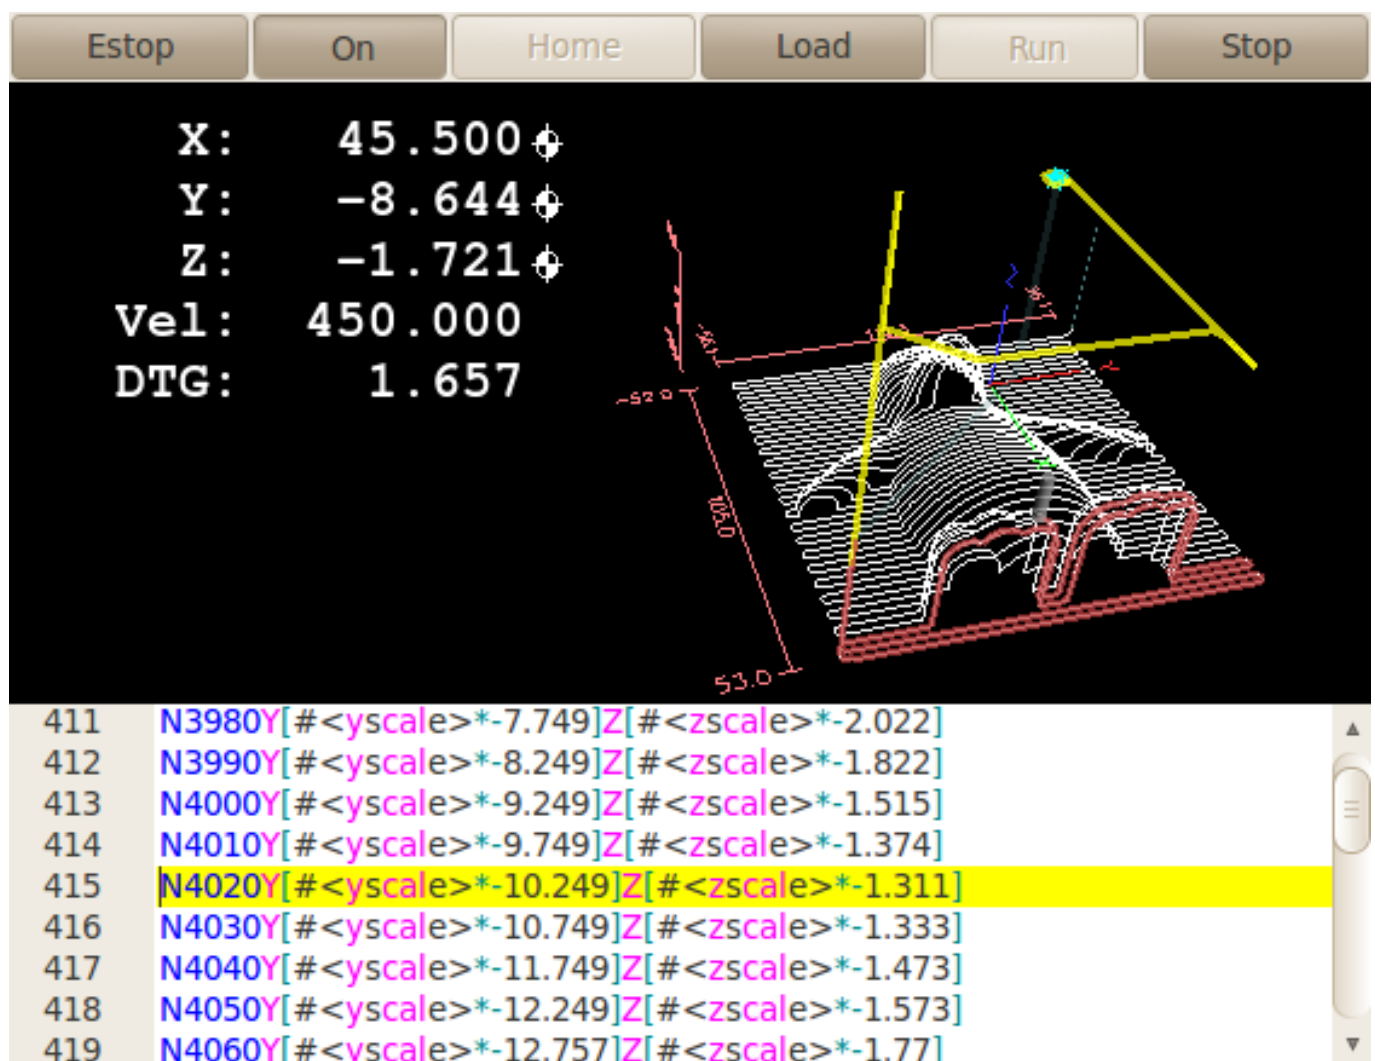 Estop On Home Load Run Stop
X: 45.500
Y: -8.644
Z: -1.721
Vel: 450.000
DTG: 1.657
105.0
53.0
411 N3980Y[#<yscale>*-7.749]Z[#<zscale>*-2.022]
412 N3990Y[#<yscale>*-8.249]Z[#<zscale>*-1.822]
413 N4000Y[#<yscale>*-9.249]Z[#<zscale>*-1.515]
414 N4010Y[#<yscale>*-9.749]Z[#<zscale>*-1.374]
415 N4020Y[#<yscale>*-10.249]Z[#<zscale>*-1.311]
416 N4030Y[#<yscale>*-10.749]Z[#<zscale>*-1.333]
417 N4040Y[#<yscale>*-11.749]Z[#<zscale>*-1.473]
418 N4050Y[#<yscale>*-12.249]Z[#<zscale>*-1.573]
419 N4060Y[#<yscale>*-12.757]Z[#<zscale>*-1.77]